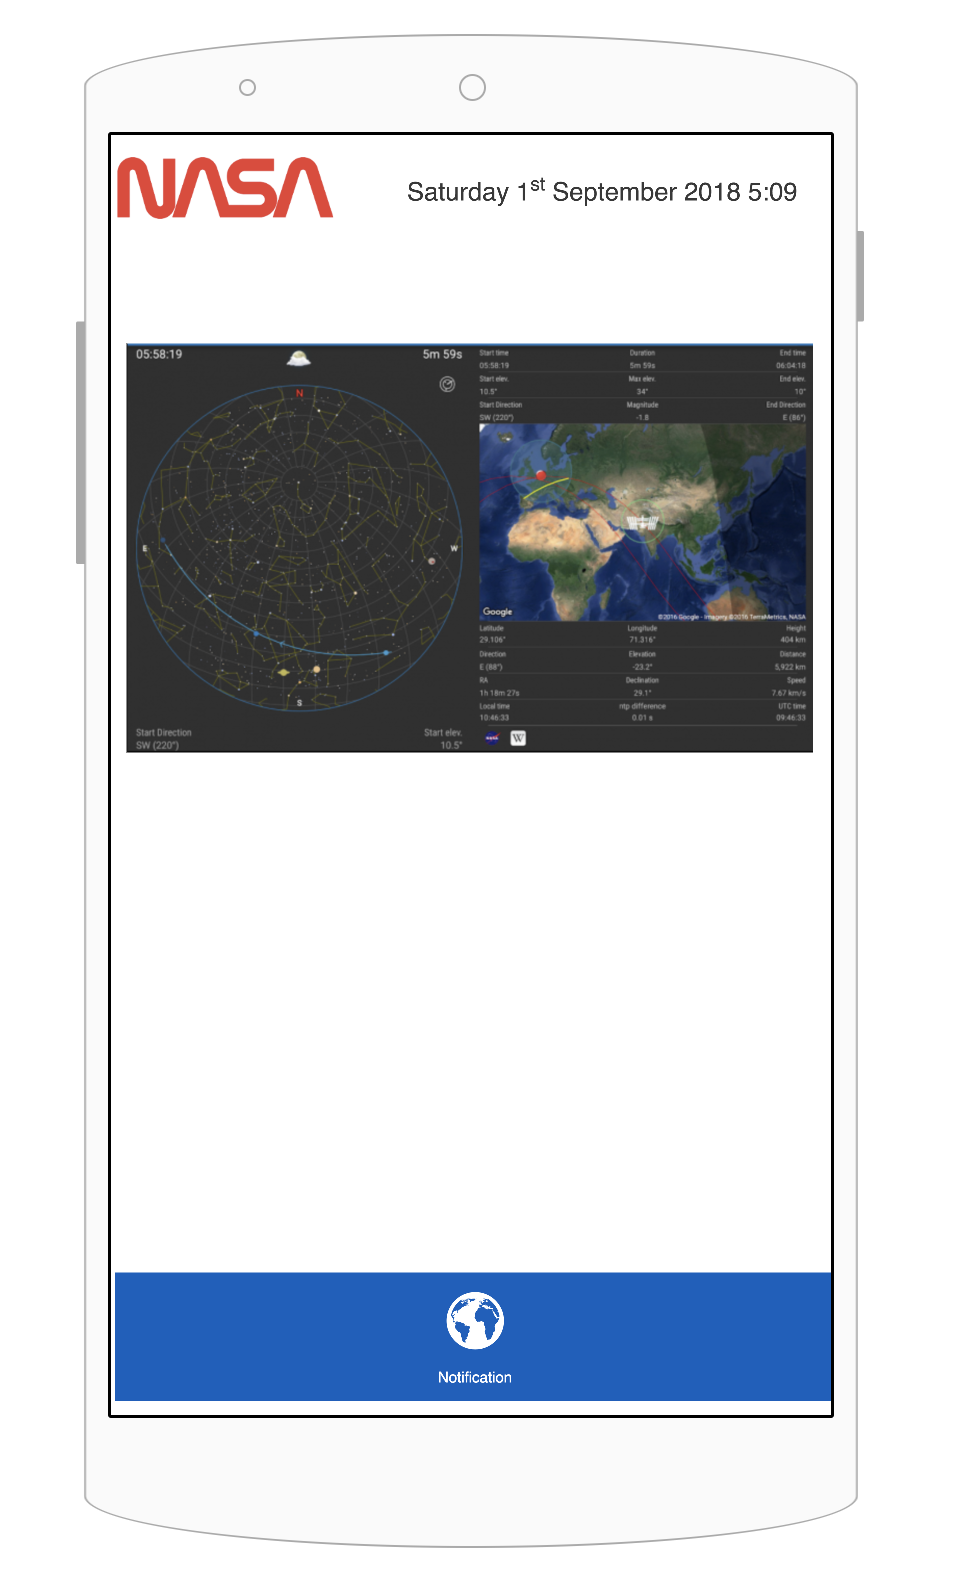 NASA
Saturday 1st September 2018 5:09
05:58:19 5m 59s
N
E W
S
Start Direction Start elev.
SW (220°) 10.5°
Start time Duration End time
05:58:19 5m 59s 06:04:18
Start elev. Max elev. End elev.
10.5° 34° 10°
Start Direction Magnitude End Direction
SW (220°) -1.8 E (86°)
Google ©2016 Google - Imagery ©2016 TerraMetrics, NASA
Latitude Longitude Height
29.106° 71.316° 404 km
Direction Elevation Distance
E (88°) -23.2° 5,922 km
RA Declination Speed
1h 18m 27s 29.1° 7.67 km/s
Local time ntp difference UTC time
10:46:33 0.01 s 09:46:33
NASA W
Notification